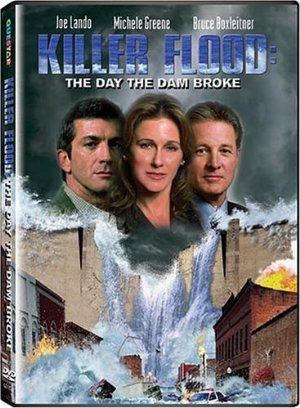 Joe Lando Michele Greene Bruce Boxleitner
KILLER FLOOD:
THE DAY THE DAM BROKE
QUESTAR
KILLER FLOOD: THE DAY THE DAM BROKE